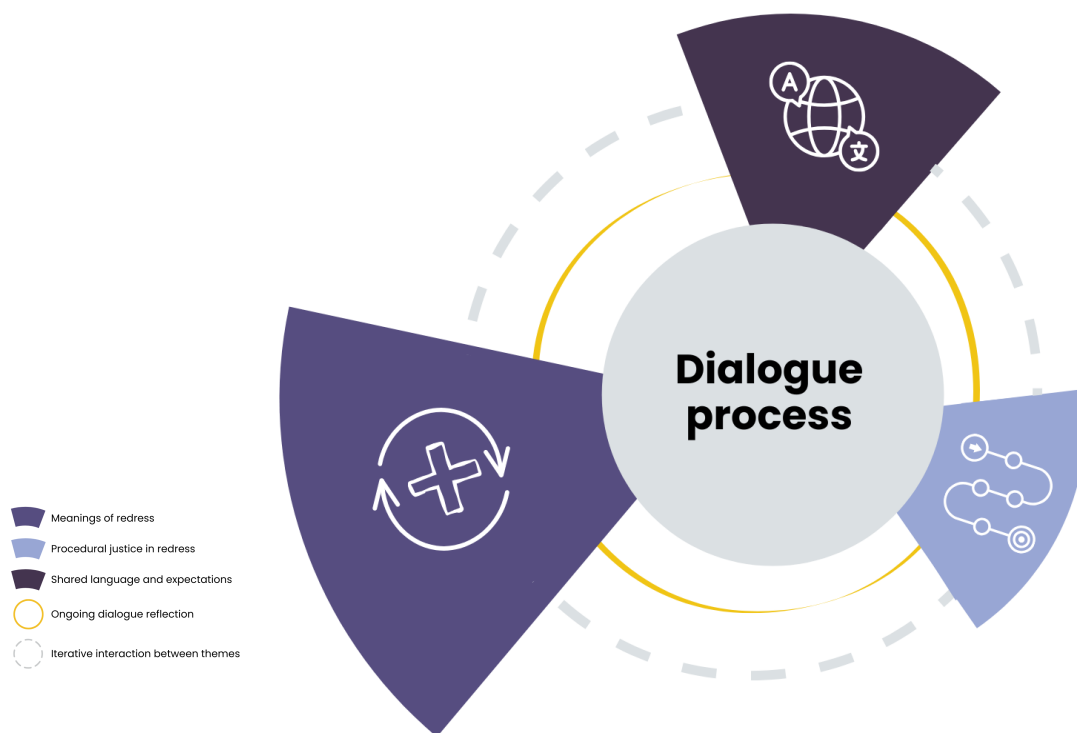 A
文
Dialogue
process
Meanings of redress
Procedural justice in redress
Shared language and expectations
Ongoing dialogue reflection
Iterative interaction between themes